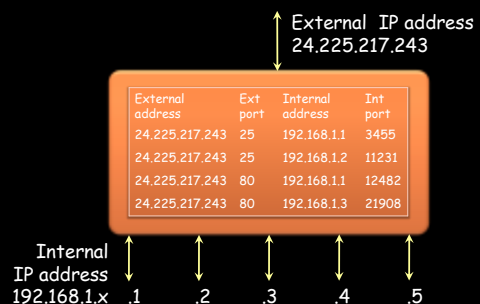 External IP address
24.225.217.243
External address Ext port Internal address Int port
24.225.217.243 25 192.168.1.1 3455
24.225.217.243 25 192.168.1.2 11231
24.225.217.243 80 192.168.1.1 12482
24.225.217.243 80 192.168.1.3 21908
Internal
IP address
192.168.1.x .1 .2 .3 .4 .5